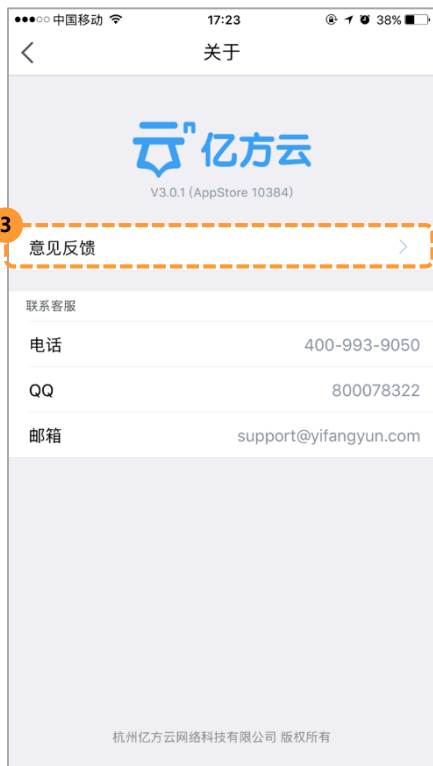 中国移动 17:23 38%
关于
亿方云
V3.0.1 (AppStore 10384)
3
意见反馈
联系客服
电话 400-993-9050
QQ 800078322
邮箱 support@yifangyun.com
杭州亿方云网络科技有限公司 版权所有